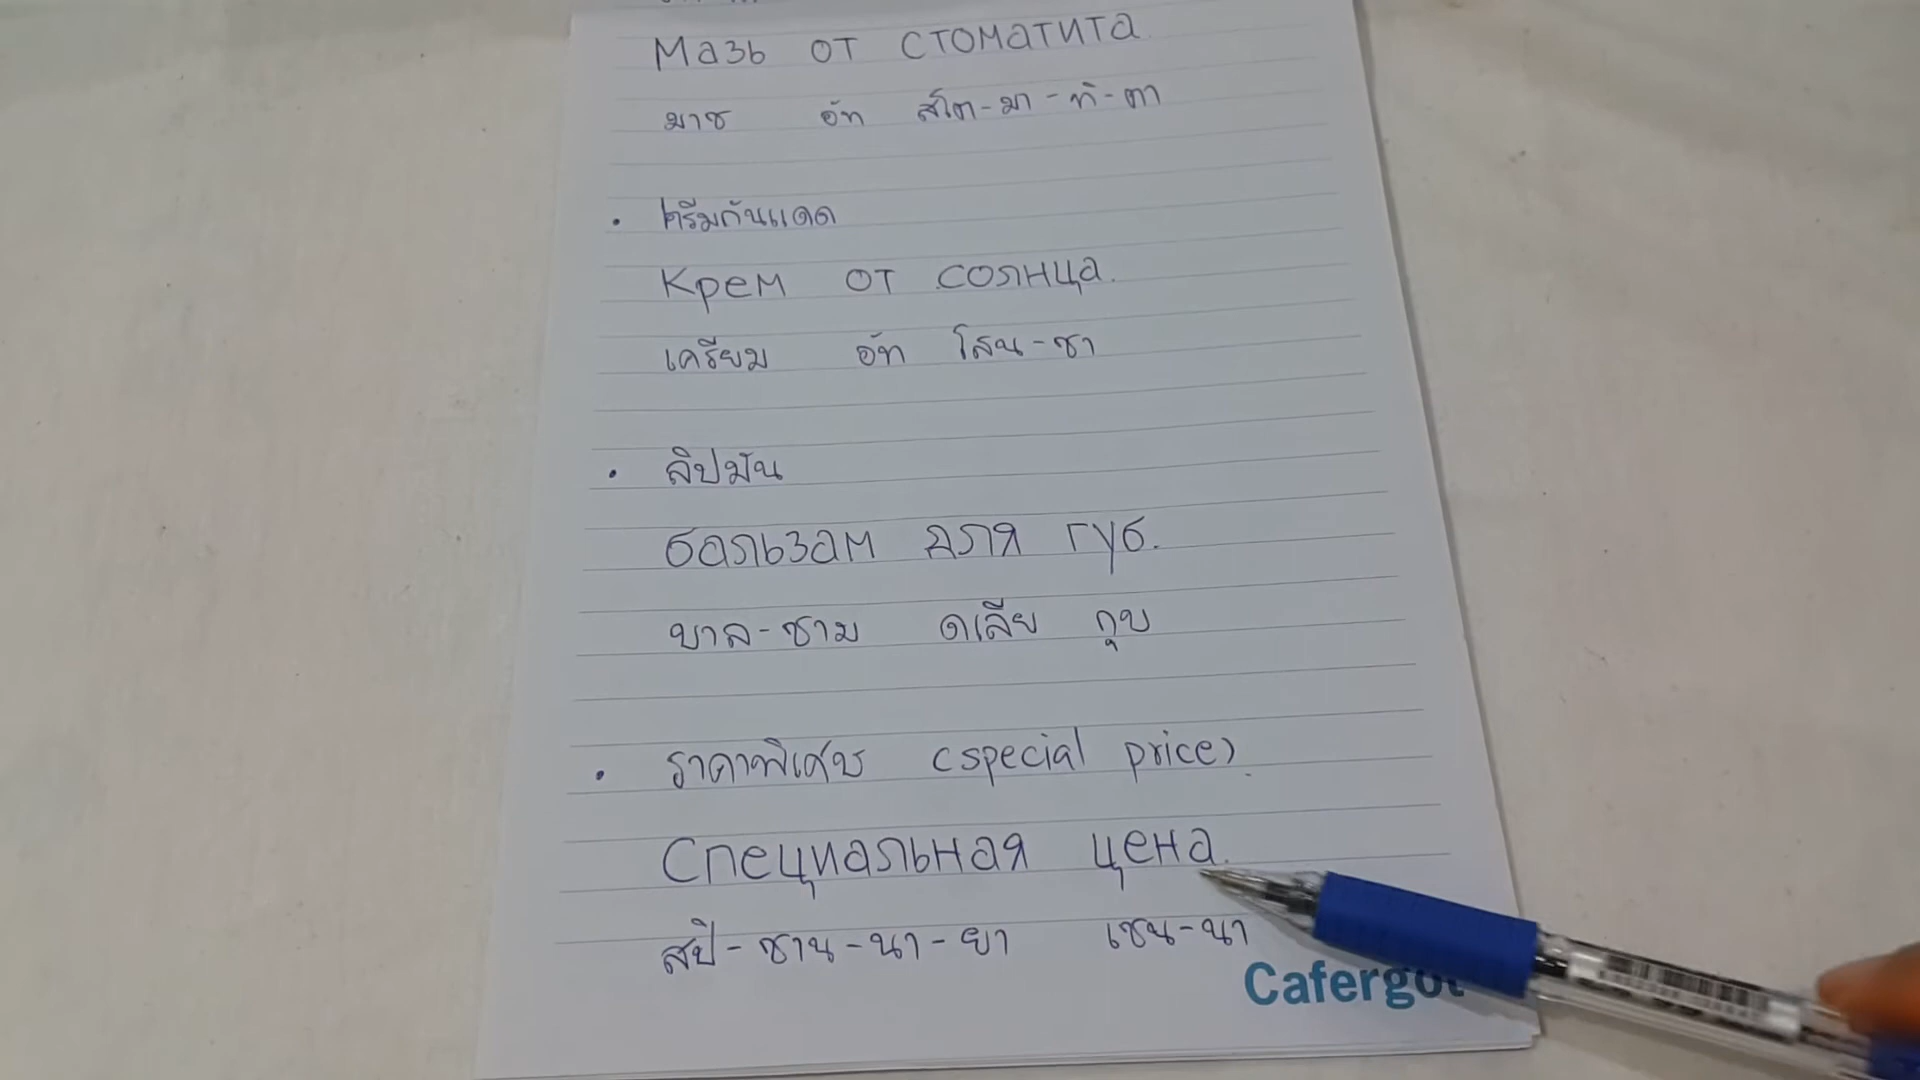 Мазь от стоматита.
มาช อ๊ท สโต-มา-ทิ-ตา
· ครีมกันแดด
Крем от солнца.
เครียม อ๊ท โสน-ซา
· ลิปมัน
бальзам для губ.
บาล-ซาม ดเลีย กุบ
· ราคาพิเศษ (special price).
Специальная цена.
สปี-ซาน-นา-ยา เซน-นา
Cafergot